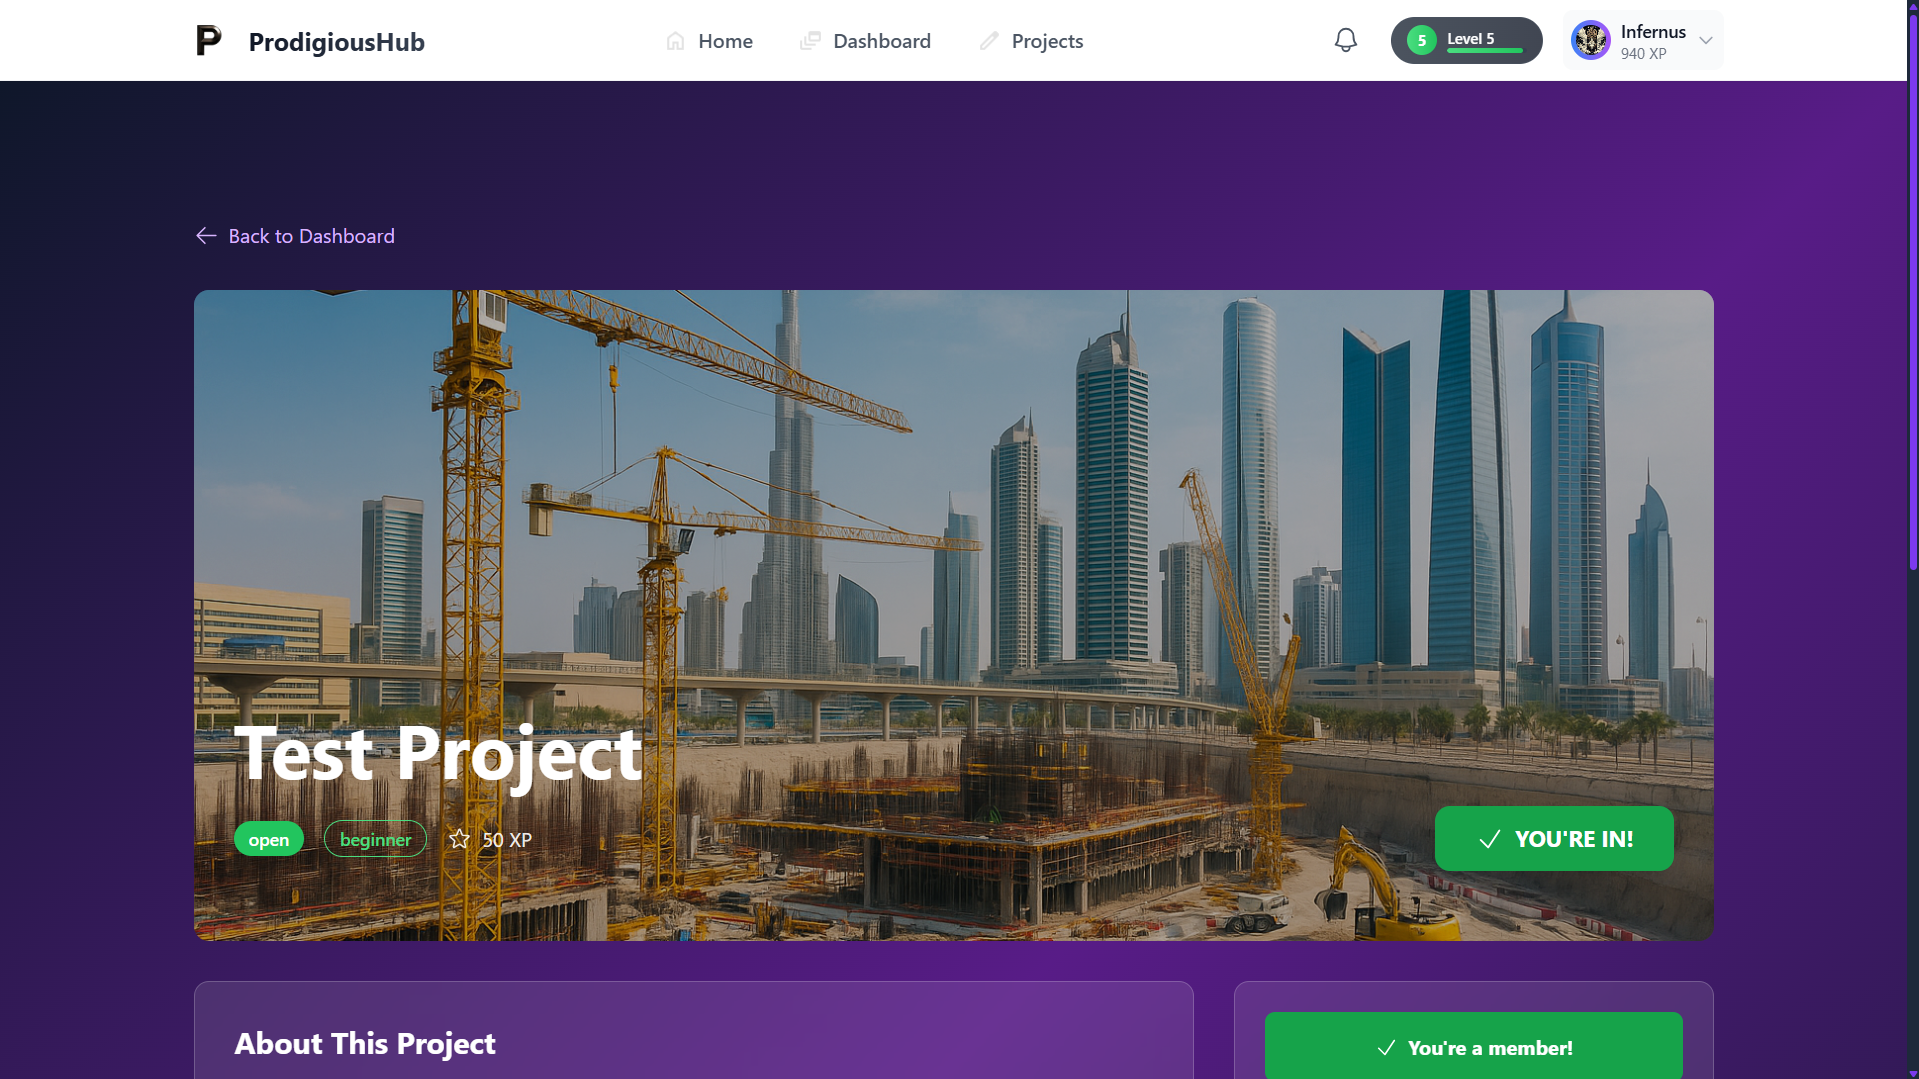 P ProdigiousHub
Home
Dashboard
Projects
5
Level 5
Infernus
940 XP
Back to Dashboard
Test Project
open
beginner
50 XP
YOU'RE IN!
About This Project
You're a member!